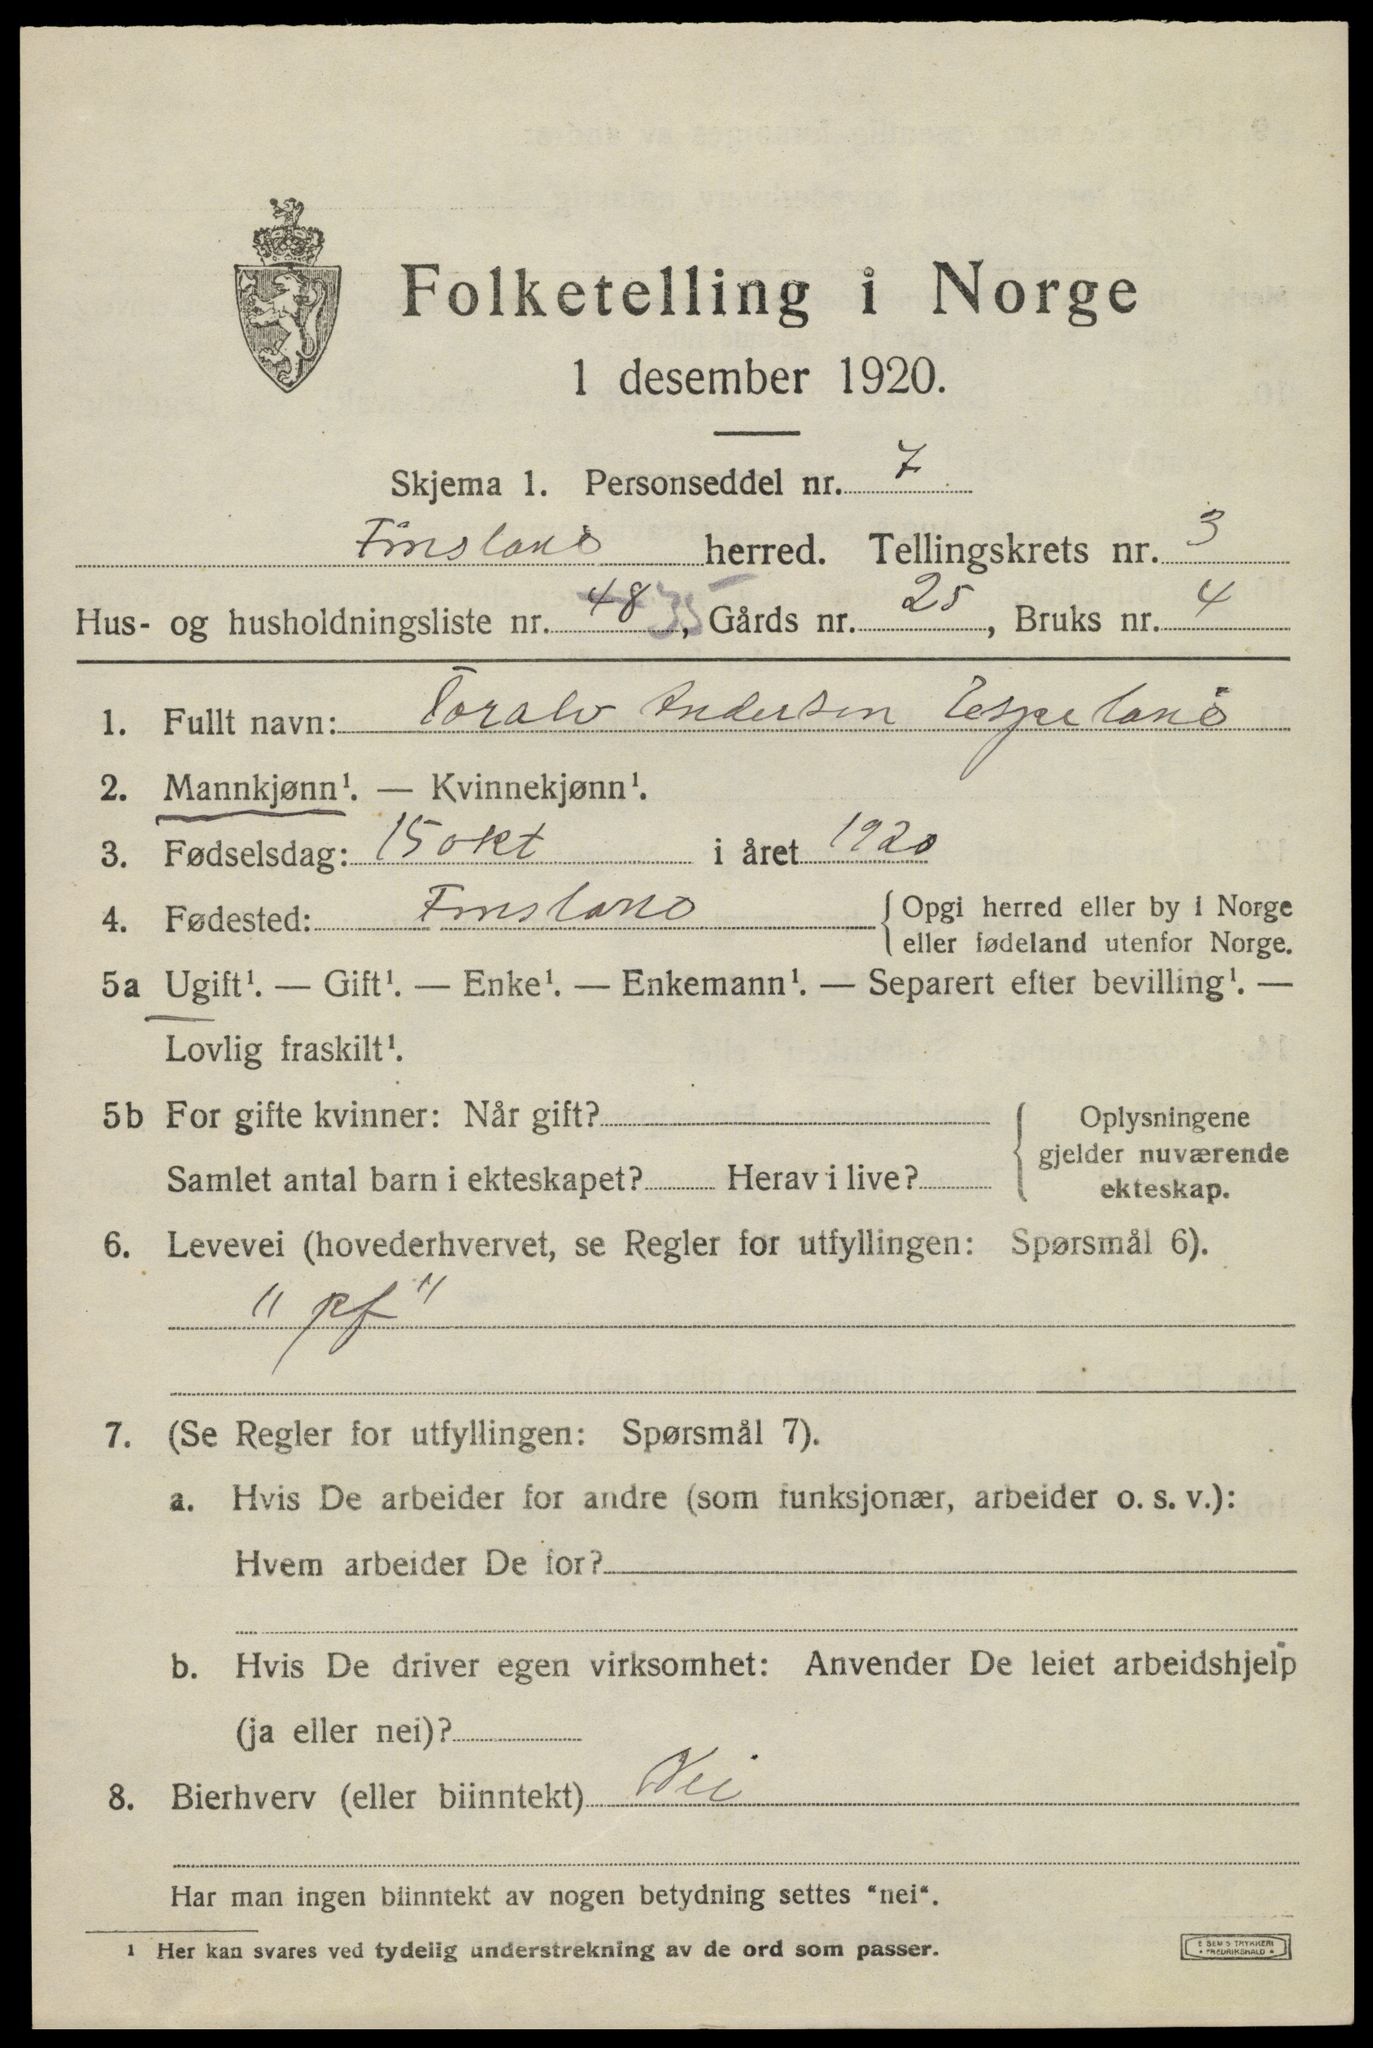 Folketelling i Norge
1 desember 1920.
Skjema 1. Personseddel nr. 7
Finsland herred. Tellingskrets nr. 3
Hus- og husholdningsliste nr. 48 35, Gårds nr. 25, Bruks nr. 4
1. Fullt navn: Toralv Andersen Espeland
2. Mannkjønn¹. — Kvinnekjønn¹.
3. Fødselsdag: 15 okt i året 1920
4. Fødested: Finsland { Opgi herred eller by i Norge
eller fødeland utenfor Norge.
5a Ugift¹. — Gift¹. — Enke¹. — Enkemann¹. — Separert efter bevilling¹. —
Lovlig fraskilt¹.
5b For gifte kvinner: Når gift?
Samlet antal barn i ekteskapet? Herav i live?
{ Oplysningene
gjelder nuværende
ekteskap.
6. Levevei (hovederhvervet, se Regler for utfyllingen: Spørsmål 6).
" pf "
7. (Se Regler for utfyllingen: Spørsmål 7).
a. Hvis De arbeider for andre (som funksjonær, arbeider o. s. v.):
Hvem arbeider De for?
b. Hvis De driver egen virksomhet: Anvender De leiet arbeidshjelp
(ja eller nei)?
8. Bierhverv (eller biinntekt) Nei
Har man ingen biinntekt av nogen betydning settes "nei".
¹ Her kan svares ved tydelig understrekning av de ord som passer.
E SEM'S TRYKKERI
FREDRIKSHALD